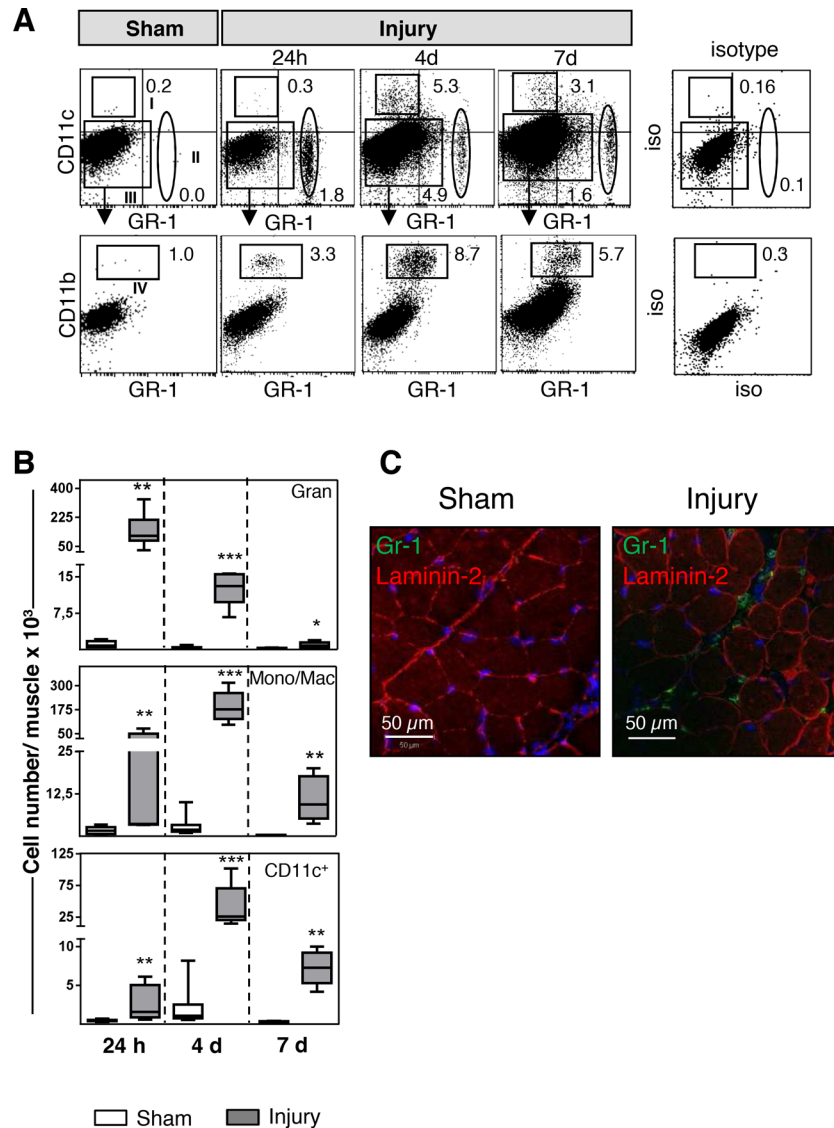 A
Sham Injury
24h 4d 7d isotype
CD11c
0.2 0.3 5.3 3.1 iso 0.16
I
II
III
0.0 1.8 4.9 1.6 0.1
GR-1 GR-1 GR-1 GR-1
CD11b
1.0 3.3 8.7 5.7 iso 0.3
IV
GR-1 GR-1 GR-1 GR-1 iso
B
Cell number/ muscle x 10³
400
225
50
15
7,5
** *** *
Gran
300
175
50
25
12,5
** *** **
Mono/Mac
125
75
25
10
5
** *** **
CD11c⁺
24 h 4 d 7 d
Sham Injury
C
Sham Injury
Gr-1 Gr-1
Laminin-2 Laminin-2
50 µm 50 µm
50 µm